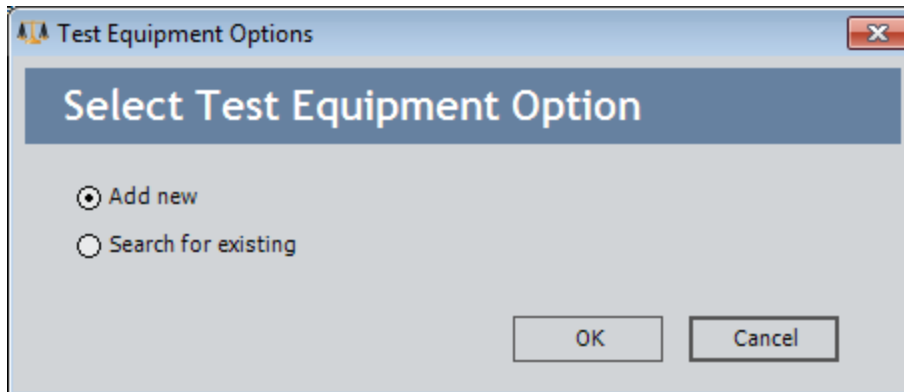 Test Equipment Options
Select Test Equipment Option
Add new
Search for existing
OK Cancel